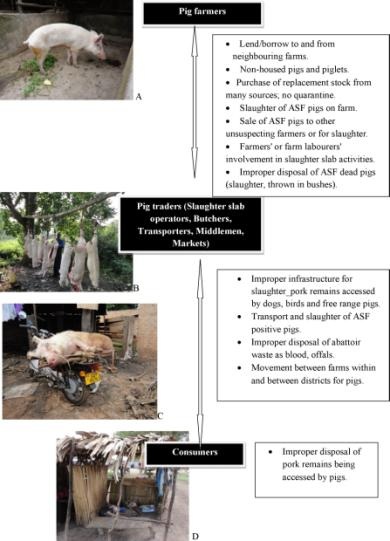 Pig farmers
• Lend/borrow to and from
neighbouring farms.
• Non-housed pigs and piglets.
• Purchase of replacement stock from
many sources, no quarantine.
• Slaughter of ASF pigs on farm.
• Sale of ASF pigs to other
unsuspecting farmers or for slaughter.
• Farmers' or farm labourers'
involvement in slaughter slab activities.
• Improper disposal of ASF dead pigs
(slaughter, thrown in bushes).
A
Pig traders (Slaughter slab
operators, Butchers,
Transporters, Middlemen,
Markets)
B
• Improper infrastructure for
slaughter_pork remains accessed
by dogs, birds and free range pigs.
• Transport and slaughter of ASF
positive pigs.
• Improper disposal of abattoir
waste as blood, offals.
• Movement between farms within
and between districts for pigs.
C
Consumers
• Improper disposal of
pork remains being
accessed by pigs.
D